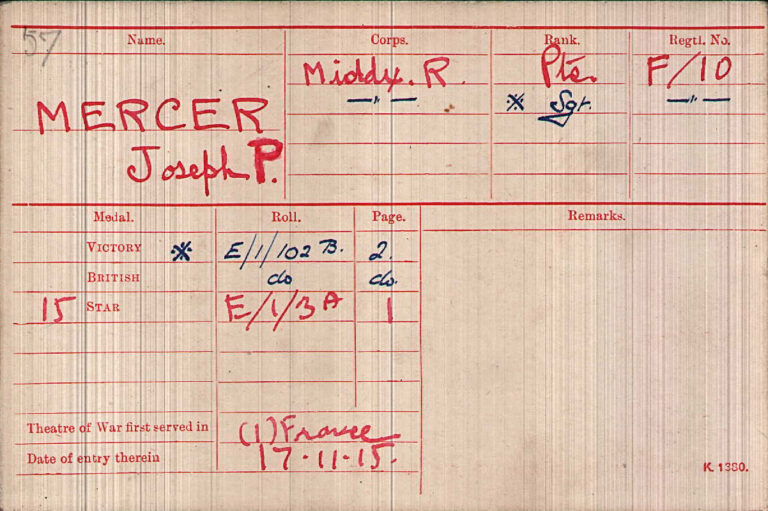 57
Name. Corps. Rank. Regtl. No.
Middx. R Pte. F/10
MERCER —"— ※ Sgt. —"—
Joseph P.
Medal. Roll. Page. Remarks.
VICTORY ※ E/1/102 B. 2.
BRITISH do do.
15 STAR E/1/3 A 1
Theatre of War first served in (1) France
Date of entry therein 17.11.15.
K. 1380.